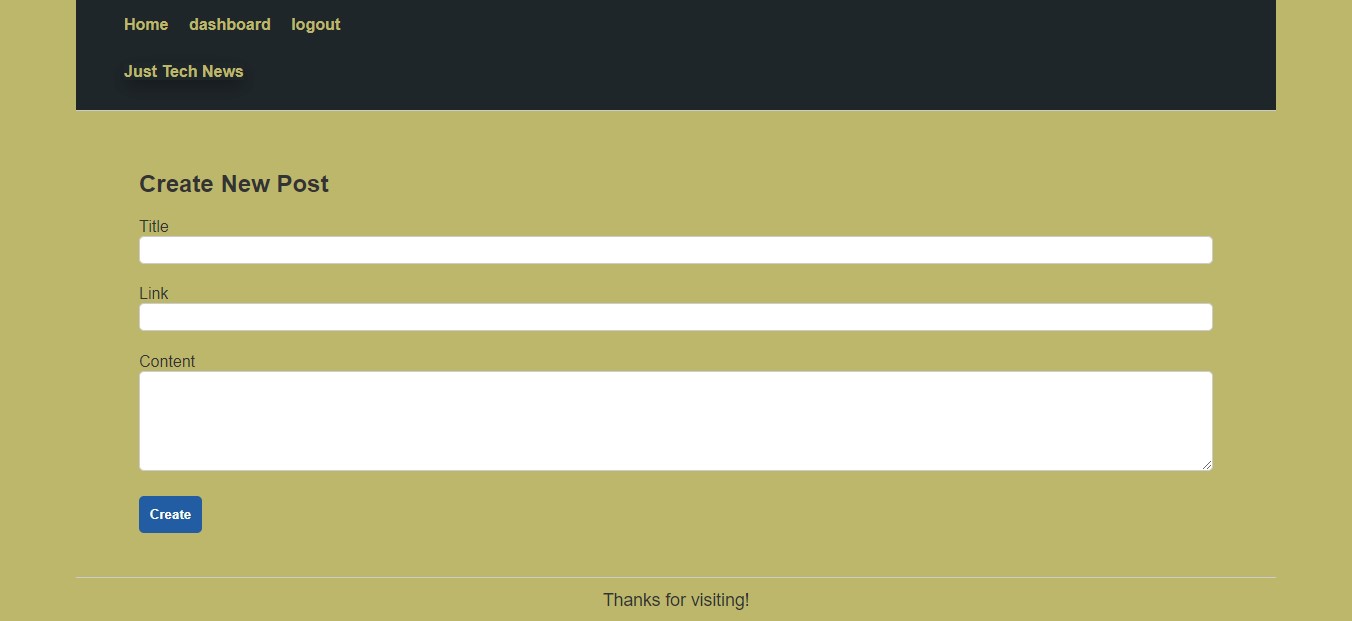 Home dashboard logout
Just Tech News
Create New Post
Title
Link
Content
Create
Thanks for visiting!